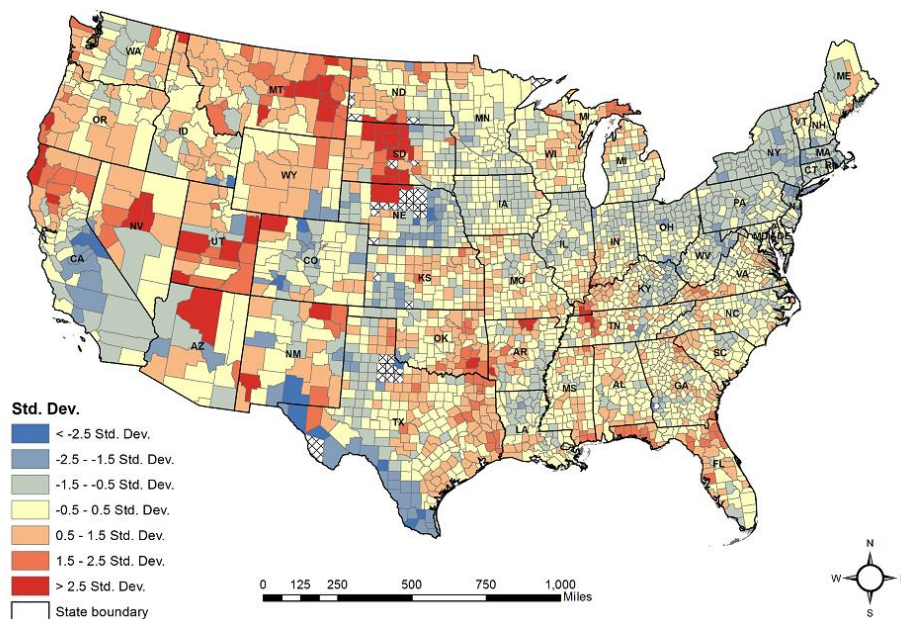 WA
ME
MT
ND
MN
VT
NH
OR
ID
MI
NY
MA
SD
WI
MI
CT
WY
IA
PA
NE
NV
UT
CO
IL
IN
OH
CA
KS
MO
WV
VA
KY
AZ
NM
OK
AR
TN
NC
SC
MS
AL
GA
TX
LA
FL
Std. Dev.
< -2.5 Std. Dev.
-2.5 - -1.5 Std. Dev.
-1.5 - -0.5 Std. Dev.
-0.5 - 0.5 Std. Dev.
0.5 - 1.5 Std. Dev.
1.5 - 2.5 Std. Dev.
> 2.5 Std. Dev.
State boundary
0 125 250 500 750 1,000
Miles
N
W
S